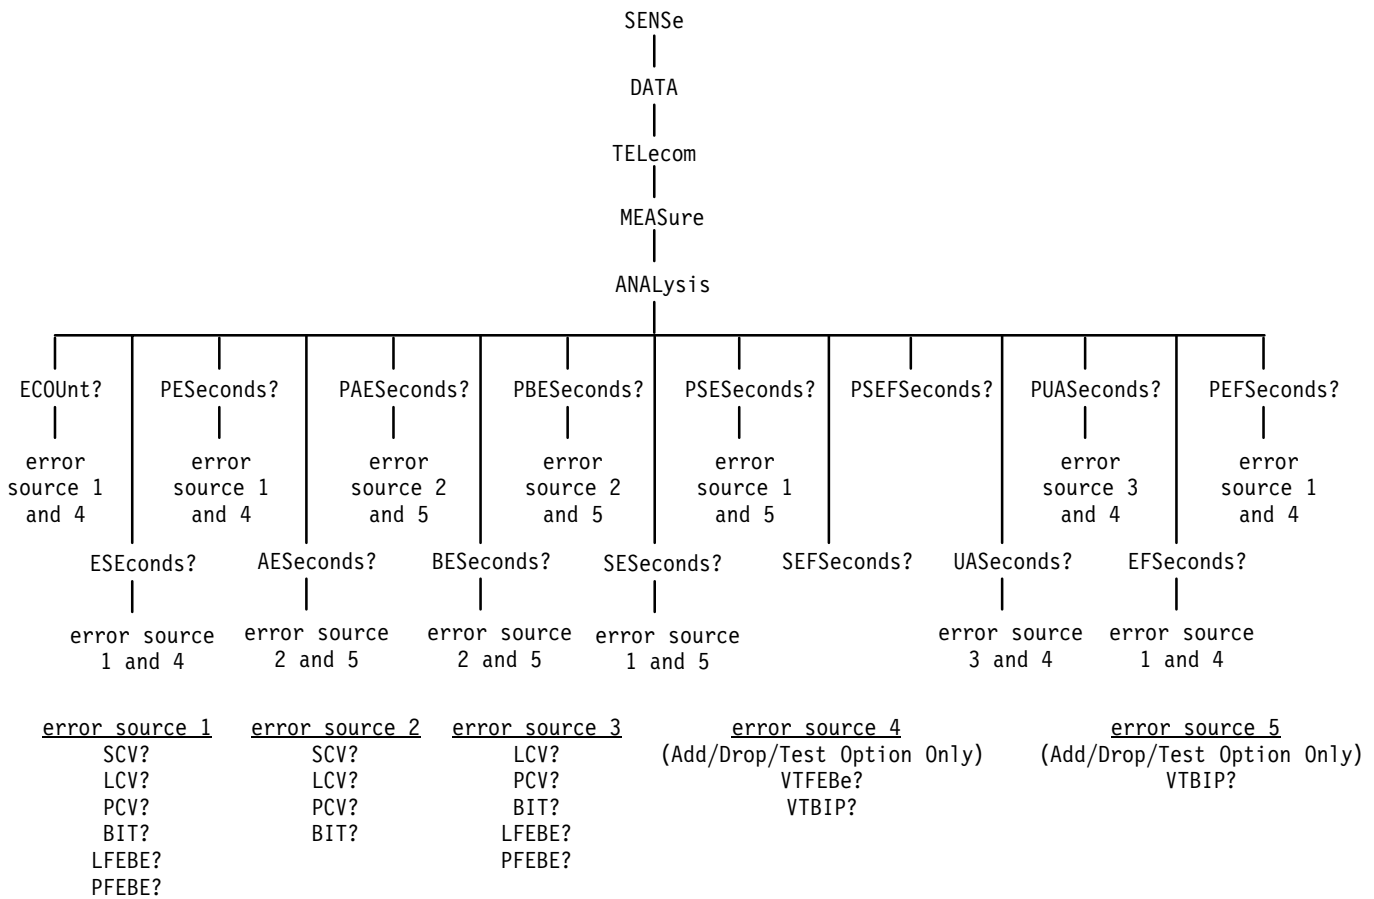 SENSe
DATA
TELecom
MEASure
ANALysis
ECOUnt? PESeconds? PAESeconds? PBESeconds? PSESeconds? PSEFSeconds? PUASeconds? PEFSeconds?
error error error error error error error
source 1 source 1 source 2 source 2 source 1 source 3 source 1
and 4 and 4 and 5 and 5 and 5 and 4 and 4
ESEconds? AESeconds? BESeconds? SESeconds? SEFSeconds? UASeconds? EFSeconds?
error source error source error source error source error source error source
1 and 4 2 and 5 2 and 5 1 and 5 3 and 4 1 and 4
error source 1 error source 2 error source 3 error source 4 error source 5
SCV? SCV? LCV? (Add/Drop/Test Option Only) (Add/Drop/Test Option Only)
LCV? LCV? PCV? VTFEBe? VTBIP?
PCV? PCV? BIT? VTBIP?
BIT? BIT? LFEBE?
LFEBE? PFEBE?
PFEBE?